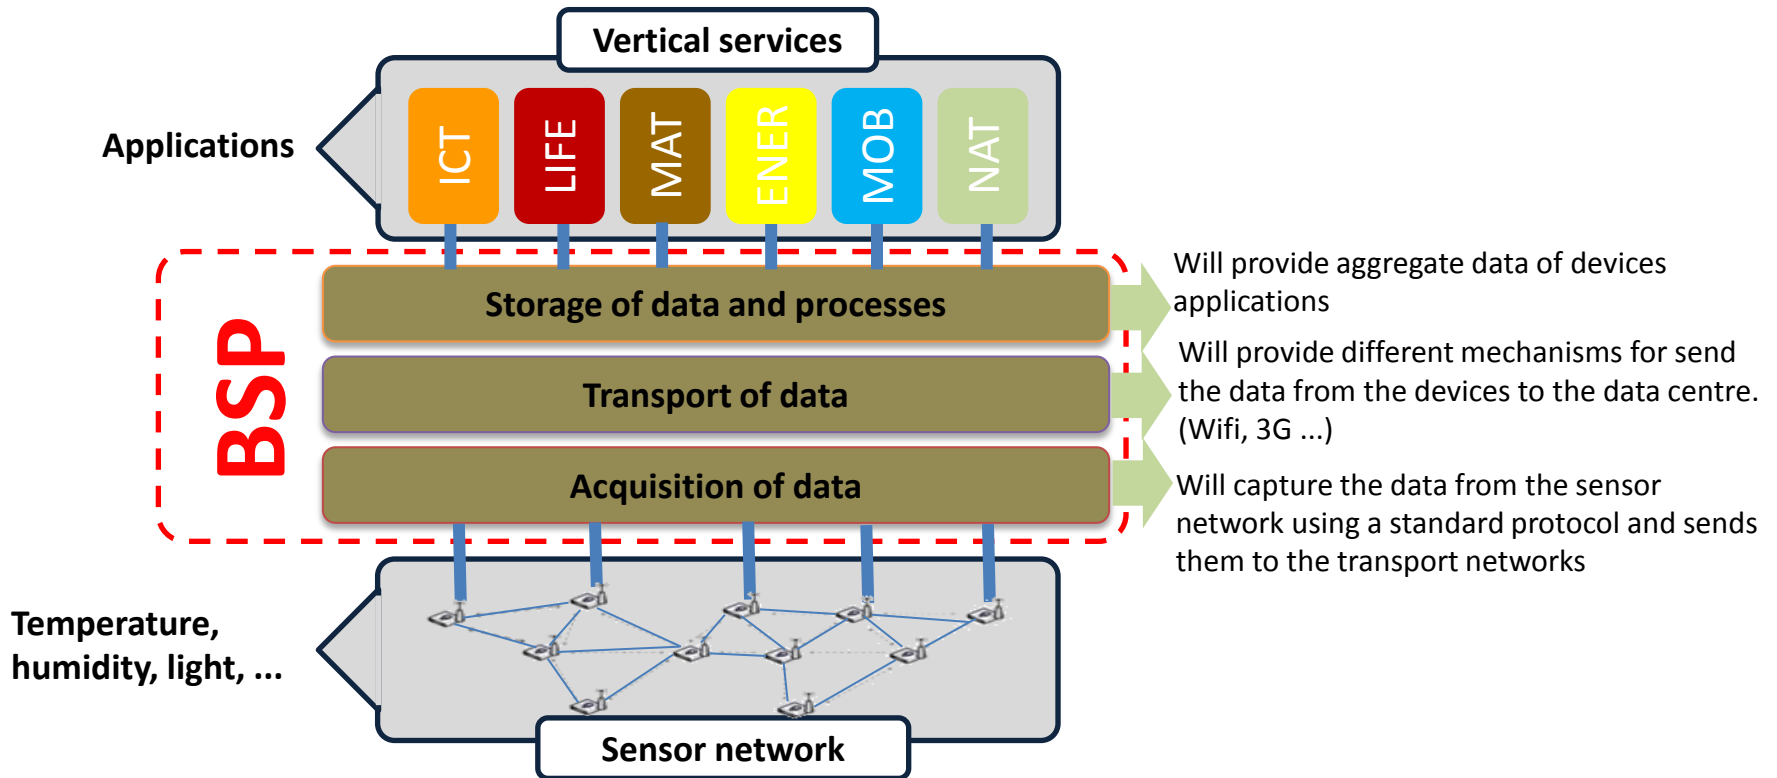 Vertical services
Applications
ICT
LIFE
MAT
ENER
MOB
NAT
BSP
Storage of data and processes
Will provide aggregate data of devices
applications
Transport of data
Will provide different mechanisms for send
the data from the devices to the data centre.
(Wifi, 3G ...)
Acquisition of data
Will capture the data from the sensor
network using a standard protocol and sends
them to the transport networks
Temperature,
humidity, light, ...
Sensor network